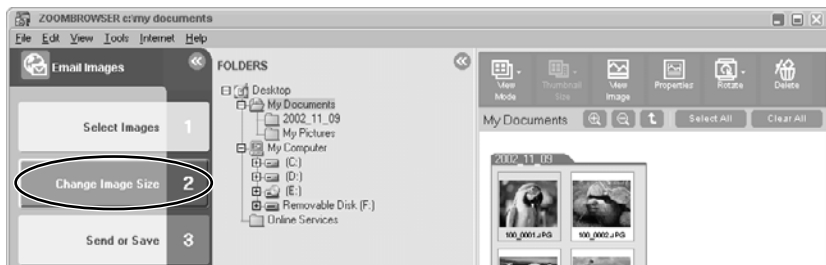 ZOOMBROWSER c:\my documents
File Edit View Tools Internet Help
Email Images
Select Images 1
Change Image Size 2
Send or Save 3
FOLDERS
Desktop
My Documents
2002_11_09
My Pictures
My Computer
(C:)
(D:)
(E:)
Removable Disk (F:)
Online Services
View Mode
Thumbnail Size
View Image
Properties
Rotate
Delete
My Documents
Select All
Clear All
2002_11_09
100_0001.JPG
100_0002.JPG